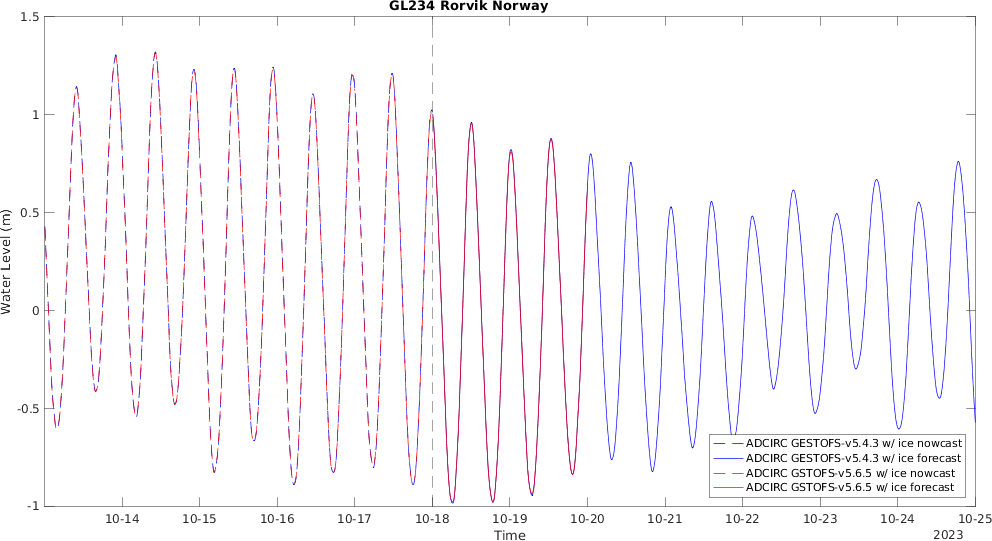 GL234 Rorvik Norway
1.5
1
0.5
0
-0.5
-1
Water Level (m)
ADCIRC GESTOFS-v5.4.3 w/ ice nowcast
ADCIRC GESTOFS-v5.4.3 w/ ice forecast
ADCIRC GSTOFS-v5.6.5 w/ ice nowcast
ADCIRC GSTOFS-v5.6.5 w/ ice forecast
10-14 10-15 10-16 10-17 10-18 10-19 10-20 10-21 10-22 10-23 10-24 10-25
Time
2023